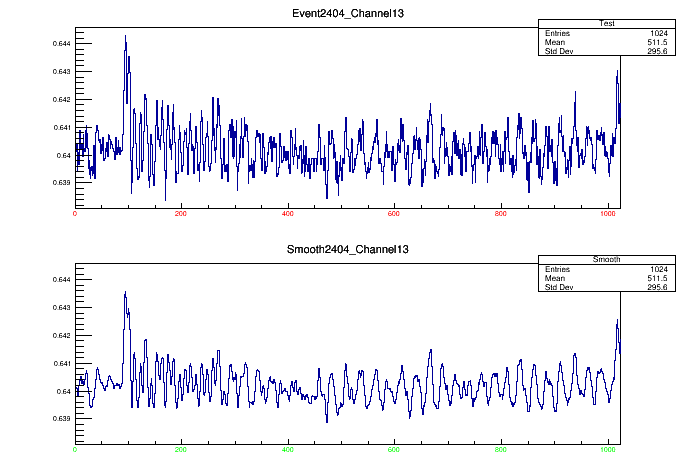 Event2404_Channel13
Test
Entries 1024
Mean 511.5
Std Dev 295.6
0.644
0.643
0.642
0.641
0.64
0.639
0 200 400 600 800 1000
Smooth2404_Channel13
Smooth
Entries 1024
Mean 511.5
Std Dev 295.6
0.644
0.643
0.642
0.641
0.64
0.639
0 200 400 600 800 1000